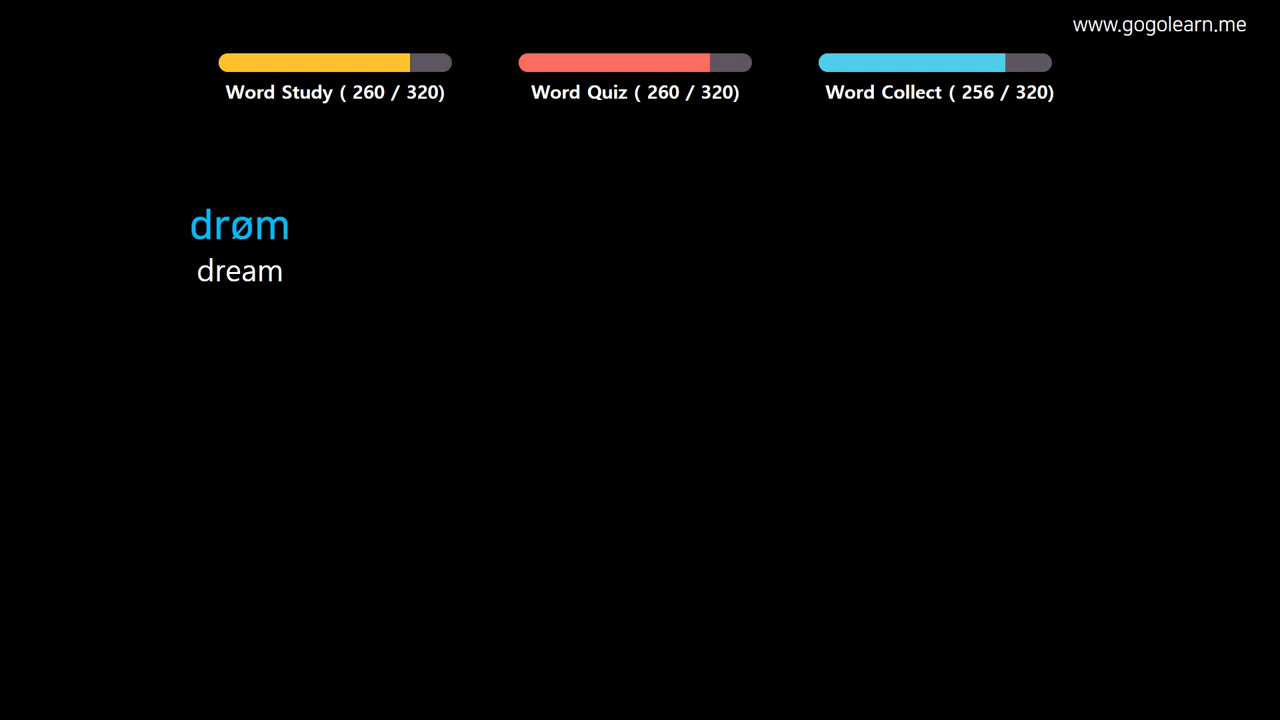 www.gogolearn.me
Word Study ( 260 / 320)
Word Quiz ( 260 / 320)
Word Collect ( 256 / 320)
drøm
dream